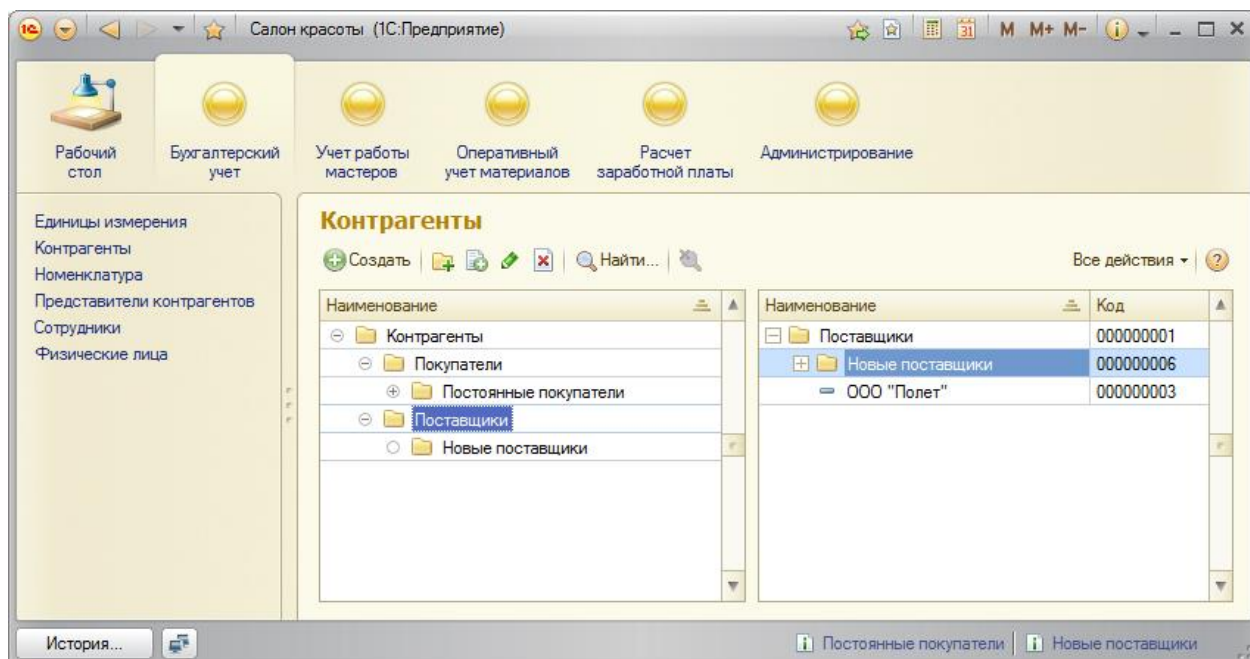 1С Салон красоты (1С:Предприятие) 31 M M+ M-
Рабочий стол
Бухгалтерский учет
Учет работы мастеров
Оперативный учет материалов
Расчет заработной платы
Администрирование
Единицы измерения
Контрагенты
Номенклатура
Представители контрагентов
Сотрудники
Физические лица
Контрагенты
Создать Найти... Все действия
Наименование
Контрагенты
Покупатели
Постоянные покупатели
Поставщики
Новые поставщики
Наименование Код
Поставщики 000000001
Новые поставщики 000000006
ООО "Полет" 000000003
История... Постоянные покупатели Новые поставщики